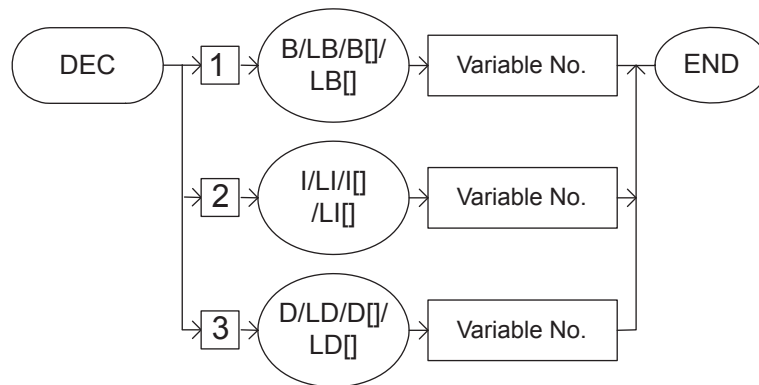 DEC
1
B/LB/B[]/
LB[]
Variable No.
END
2
I/LI/I[]
/LI[]
Variable No.
3
D/LD/D[]/
LD[]
Variable No.